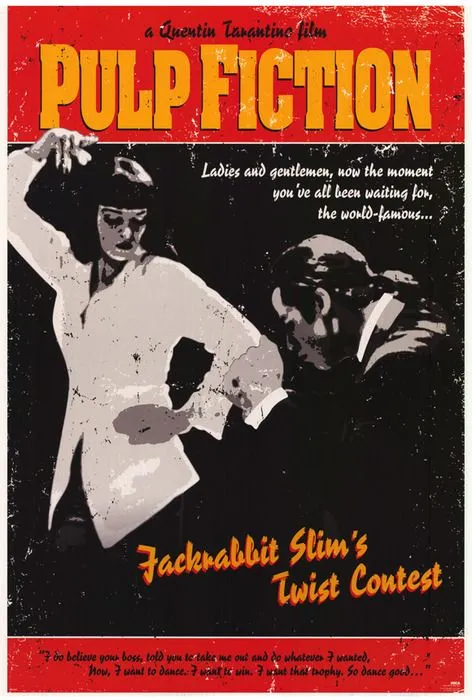 a Quentin Tarantino film
PULP FICTION
Ladies and gentlemen, now the moment
you've all been waiting for,
the world-famous...
Jackrabbit Slim's
Twist Contest
"I do believe your boss, told you to take me out and do whatever I wanted,
Now, I want to dance. I want to win. I want that trophy. So dance good..."